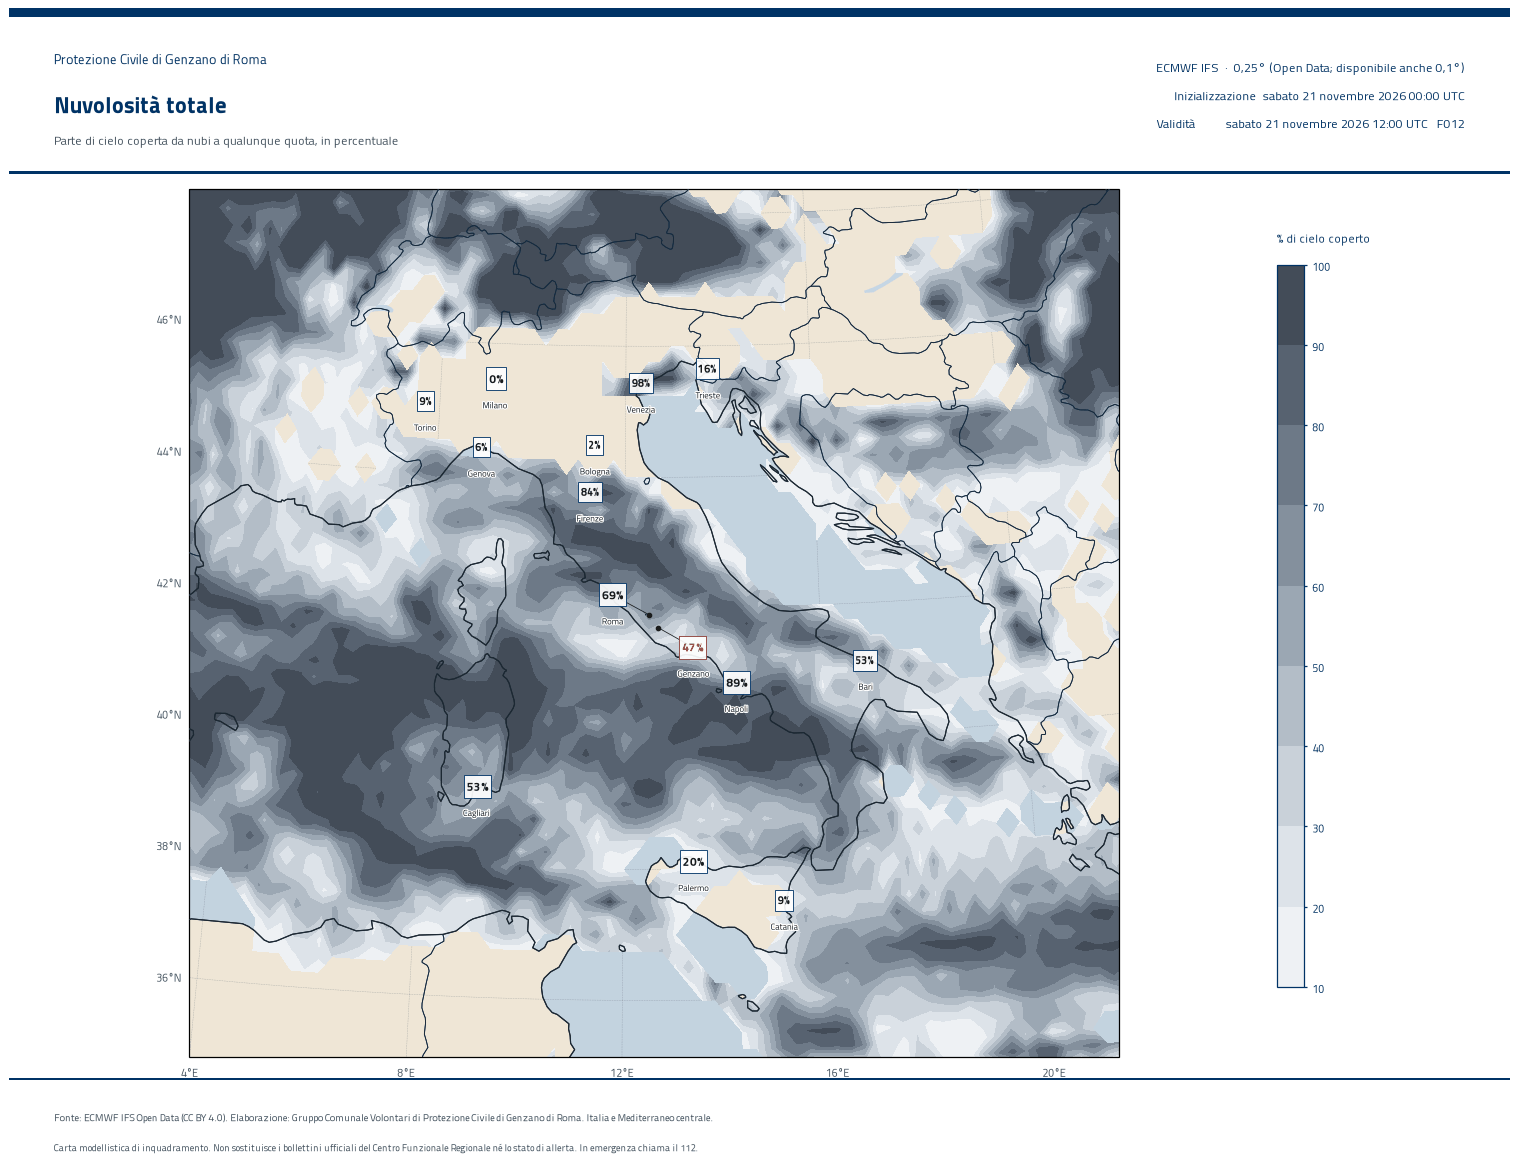 Protezione Civile di Genzano di Roma
Nuvolosità totale
Parte di cielo coperta da nubi a qualunque quota, in percentuale
ECMWF IFS · 0,25° (Open Data; disponibile anche 0,1°)
Inizializzazione sabato 21 novembre 2026 00:00 UTC
Validità sabato 21 novembre 2026 12:00 UTC F012
% di cielo coperto
100
90
80
70
60
50
40
30
20
10
46°N
44°N
42°N
40°N
38°N
36°N
4°E
8°E
12°E
16°E
20°E
0%
Milano
9%
Torino
6%
Genova
2%
Bologna
84%
Firenze
98%
Venezia
16%
Trieste
69%
Roma
47%
Genzano
89%
Napoli
53%
Bari
53%
Cagliari
20%
Palermo
9%
Catania
Fonte: ECMWF IFS Open Data (CC BY 4.0). Elaborazione: Gruppo Comunale Volontari di Protezione Civile di Genzano di Roma. Italia e Mediterraneo centrale.
Carta modellistica di inquadramento. Non sostituisce i bollettini ufficiali del Centro Funzionale Regionale né lo stato di allerta. In emergenza chiama il 112.